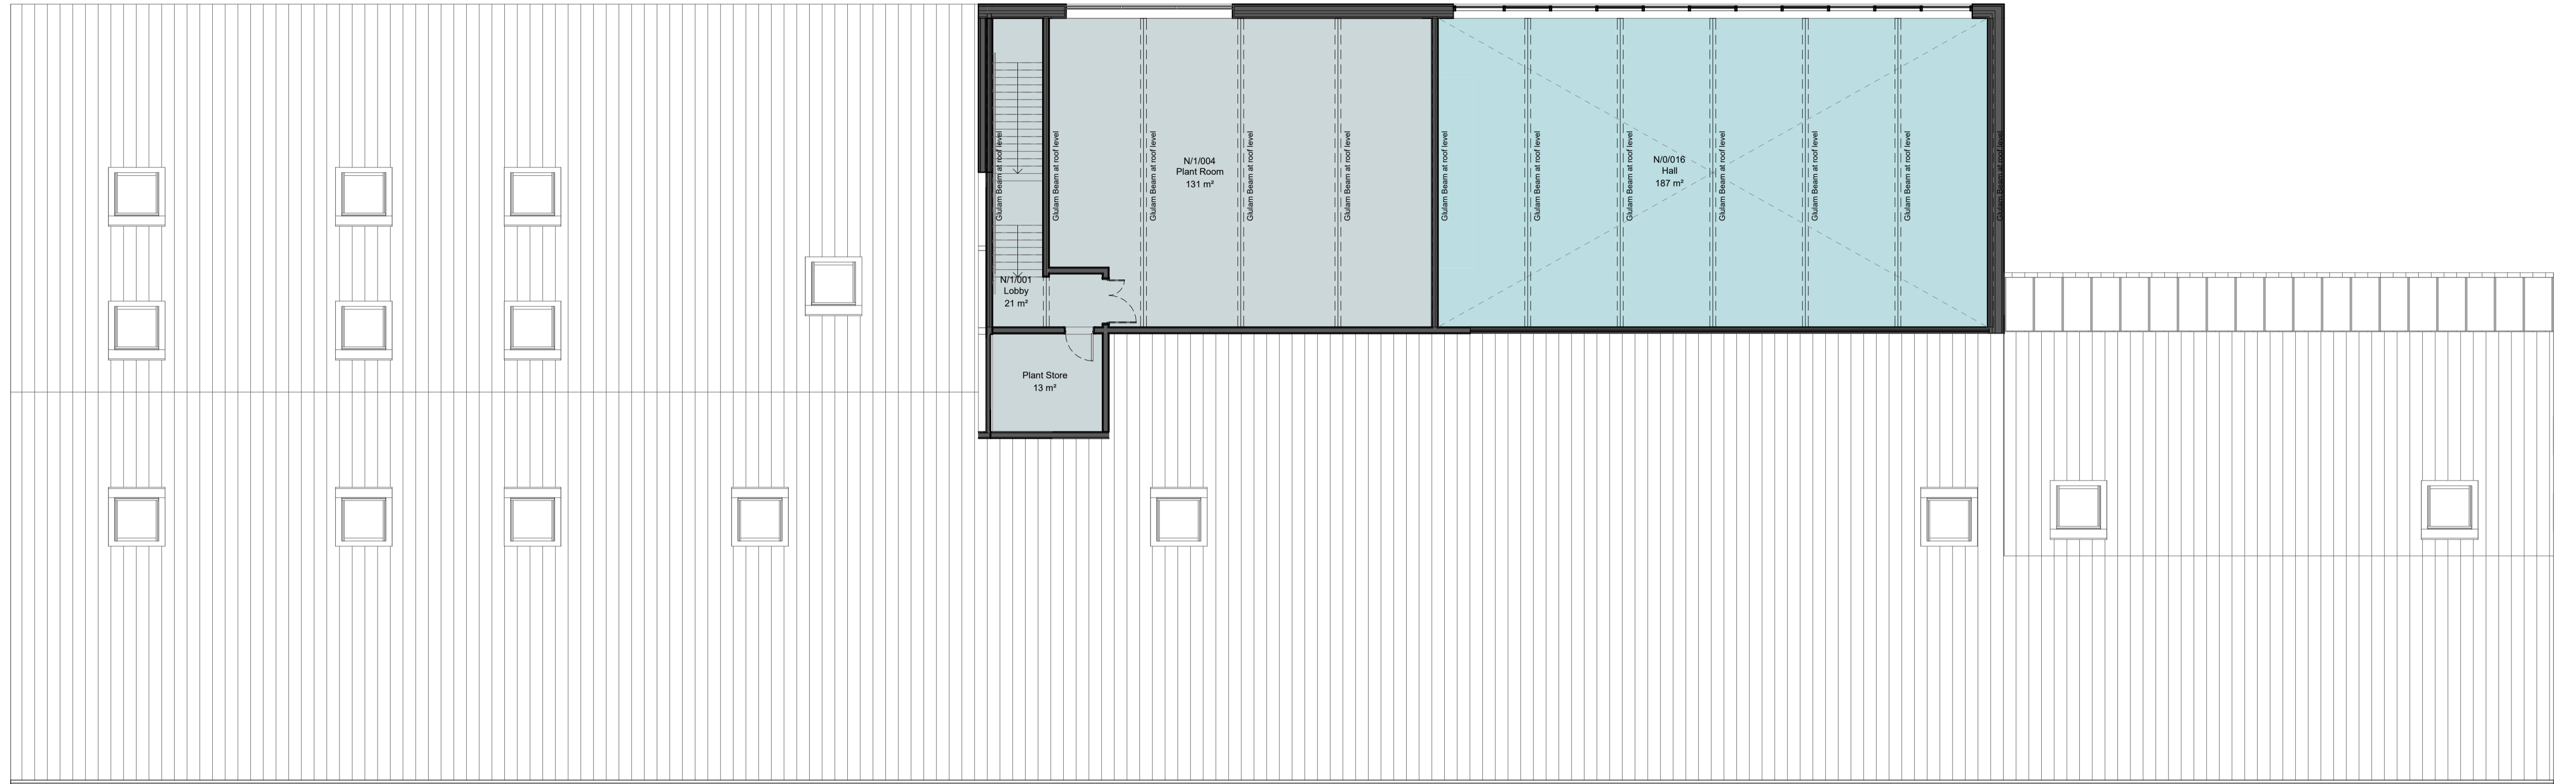 Glulam Beam at roof level
Glulam Beam at roof level
Glulam Beam at roof level
Glulam Beam at roof level
Glulam Beam at roof level
Glulam Beam at roof level
Glulam Beam at roof level
Glulam Beam at roof level
Glulam Beam at roof level
Glulam Beam at roof level
Glulam Beam at roof level
Glulam Beam at roof level
N/1/004
Plant Room
131 m²
N/0/016
Hall
187 m²
N/1/001
Lobby
21 m²
Plant Store
13 m²